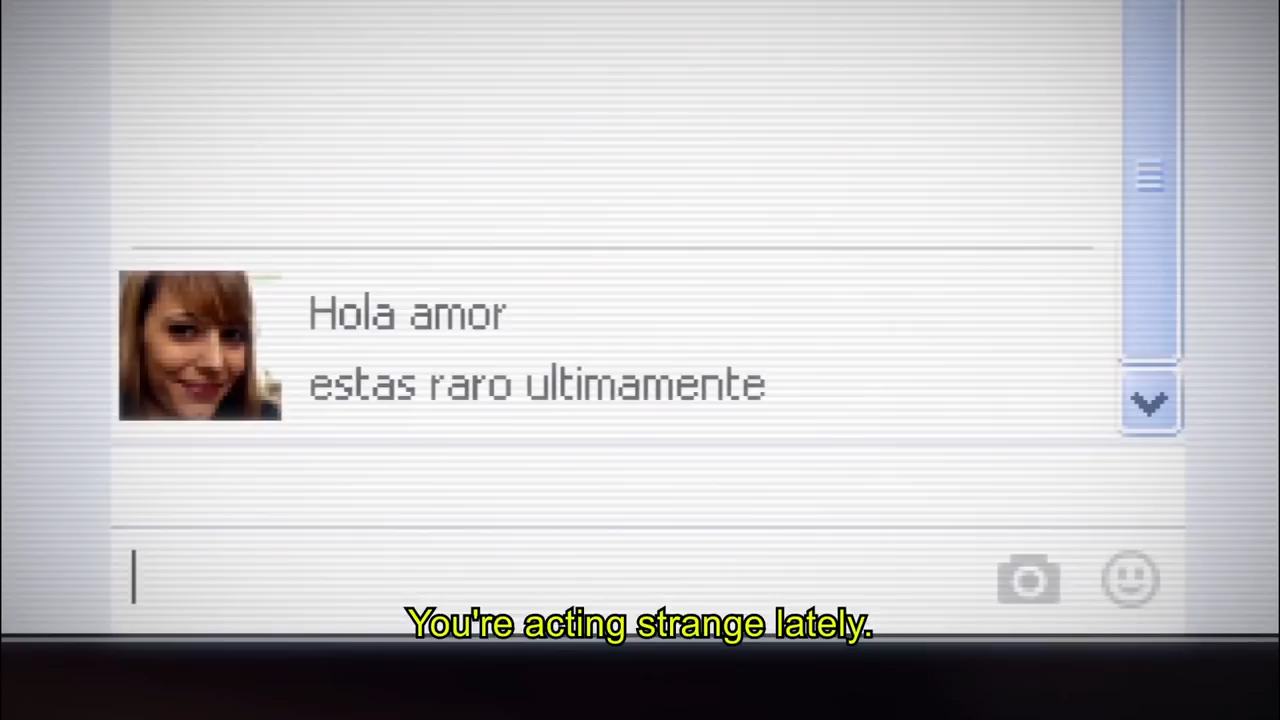 Hola amor
estas raro ultimamente
You're acting strange lately.